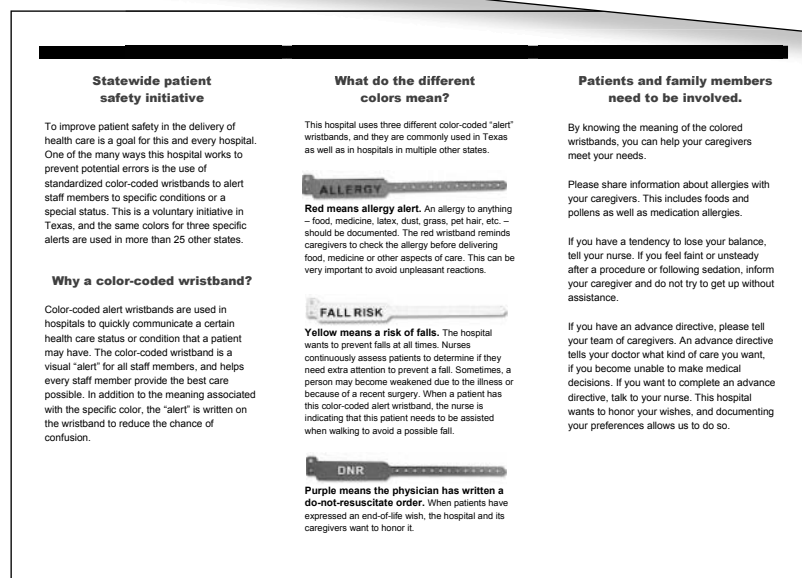 Statewide patient
safety initiative
To improve patient safety in the delivery of
health care is a goal for this and every hospital.
One of the many ways this hospital works to
prevent potential errors is the use of
standardized color-coded wristbands to alert
staff members to specific conditions or a
special status. This is a voluntary initiative in
Texas, and the same colors for three specific
alerts are used in more than 25 other states.
Why a color-coded wristband?
Color-coded alert wristbands are used in
hospitals to quickly communicate a certain
health care status or condition that a patient
may have. The color-coded wristband is a
visual “alert” for all staff members, and helps
every staff member provide the best care
possible. In addition to the meaning associated
with the specific color, the “alert” is written on
the wristband to reduce the chance of
confusion.
What do the different
colors mean?
This hospital uses three different color-coded “alert”
wristbands, and they are commonly used in Texas
as well as in hospitals in multiple other states.
ALLERGY
Red means allergy alert. An allergy to anything
– food, medicine, latex, dust, grass, pet hair, etc. –
should be documented. The red wristband reminds
caregivers to check the allergy before delivering
food, medicine or other aspects of care. This can be
very important to avoid unpleasant reactions.
FALL RISK
Yellow means a risk of falls. The hospital
wants to prevent falls at all times. Nurses
continuously assess patients to determine if they
need extra attention to prevent a fall. Sometimes, a
person may become weakened due to the illness or
because of a recent surgery. When a patient has
this color-coded alert wristband, the nurse is
indicating that this patient needs to be assisted
when walking to avoid a possible fall.
DNR
Purple means the physician has written a
do-not-resuscitate order. When patients have
expressed an end-of-life wish, the hospital and its
caregivers want to honor it.
Patients and family members
need to be involved.
By knowing the meaning of the colored
wristbands, you can help your caregivers
meet your needs.
Please share information about allergies with
your caregivers. This includes foods and
pollens as well as medication allergies.
If you have a tendency to lose your balance,
tell your nurse. If you feel faint or unsteady
after a procedure or following sedation, inform
your caregiver and do not try to get up without
assistance.
If you have an advance directive, please tell
your team of caregivers. An advance directive
tells your doctor what kind of care you want,
if you become unable to make medical
decisions. If you want to complete an advance
directive, talk to your nurse. This hospital
wants to honor your wishes, and documenting
your preferences allows us to do so.